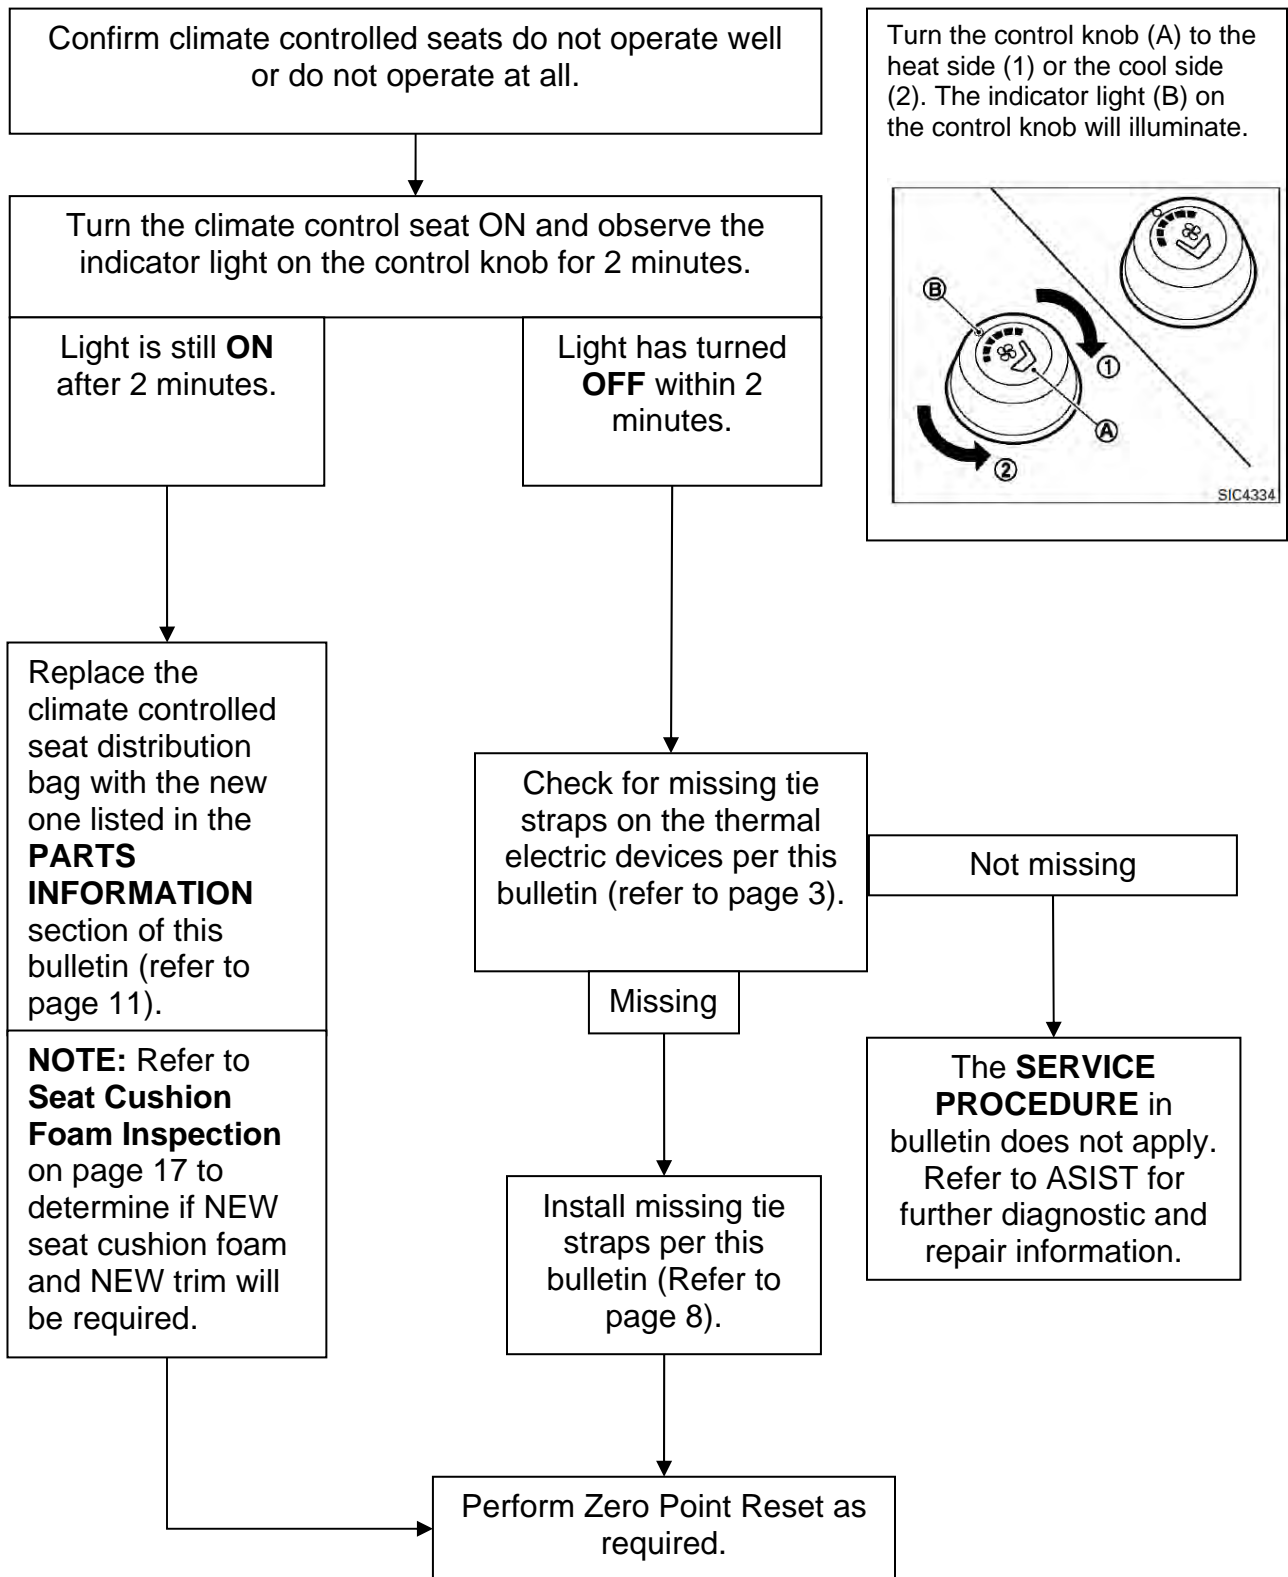 Confirm climate controlled seats do not operate well
or do not operate at all.
Turn the control knob (A) to the
heat side (1) or the cool side
(2). The indicator light (B) on
the control knob will illuminate.
B
1
A
2
SIC4334
Turn the climate control seat ON and observe the
indicator light on the control knob for 2 minutes.
Light is still ON
after 2 minutes.
Light has turned
OFF within 2
minutes.
Replace the
climate controlled
seat distribution
bag with the new
one listed in the
PARTS
INFORMATION
section of this
bulletin (refer to
page 11).
NOTE: Refer to
Seat Cushion
Foam Inspection
on page 17 to
determine if NEW
seat cushion foam
and NEW trim will
be required.
Check for missing tie
straps on the thermal
electric devices per this
bulletin (refer to page 3).
Not missing
Missing
The SERVICE
PROCEDURE in
bulletin does not apply.
Refer to ASIST for
further diagnostic and
repair information.
Install missing tie
straps per this
bulletin (Refer to
page 8).
Perform Zero Point Reset as
required.